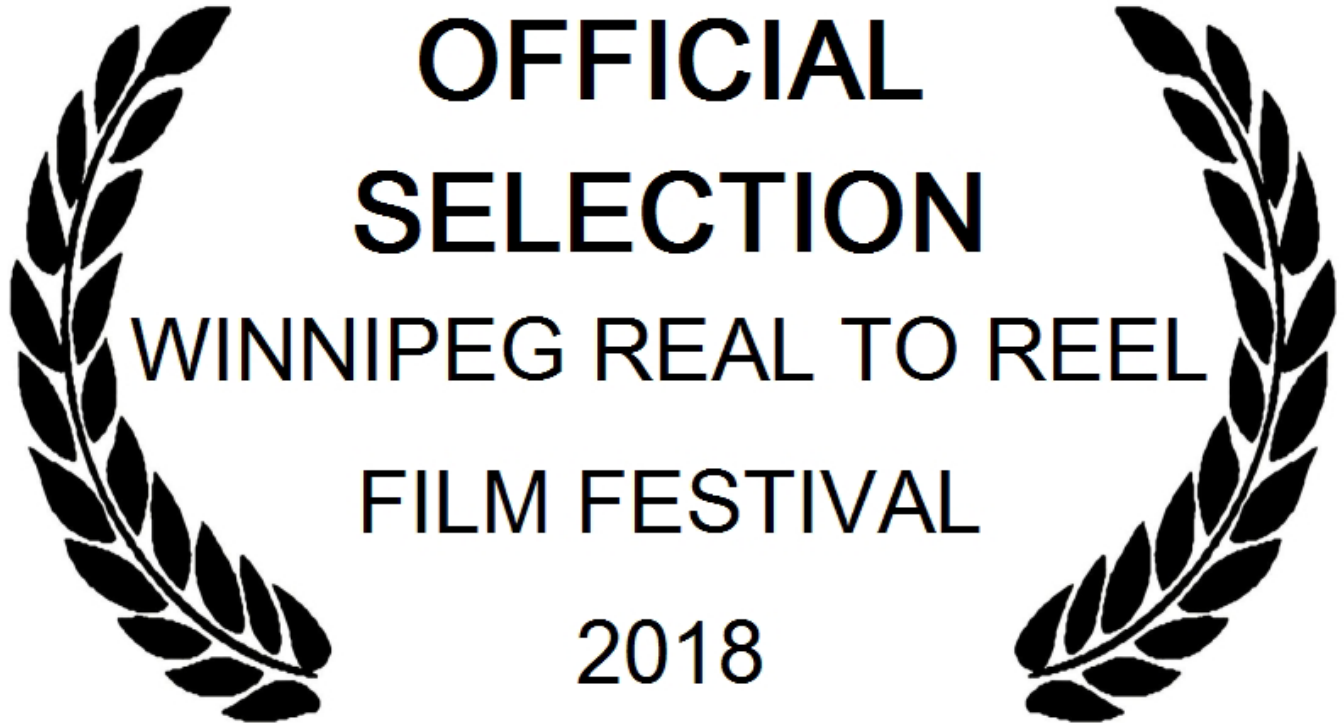 OFFICIAL
SELECTION
WINNIPEG REAL TO REEL
FILM FESTIVAL
2018